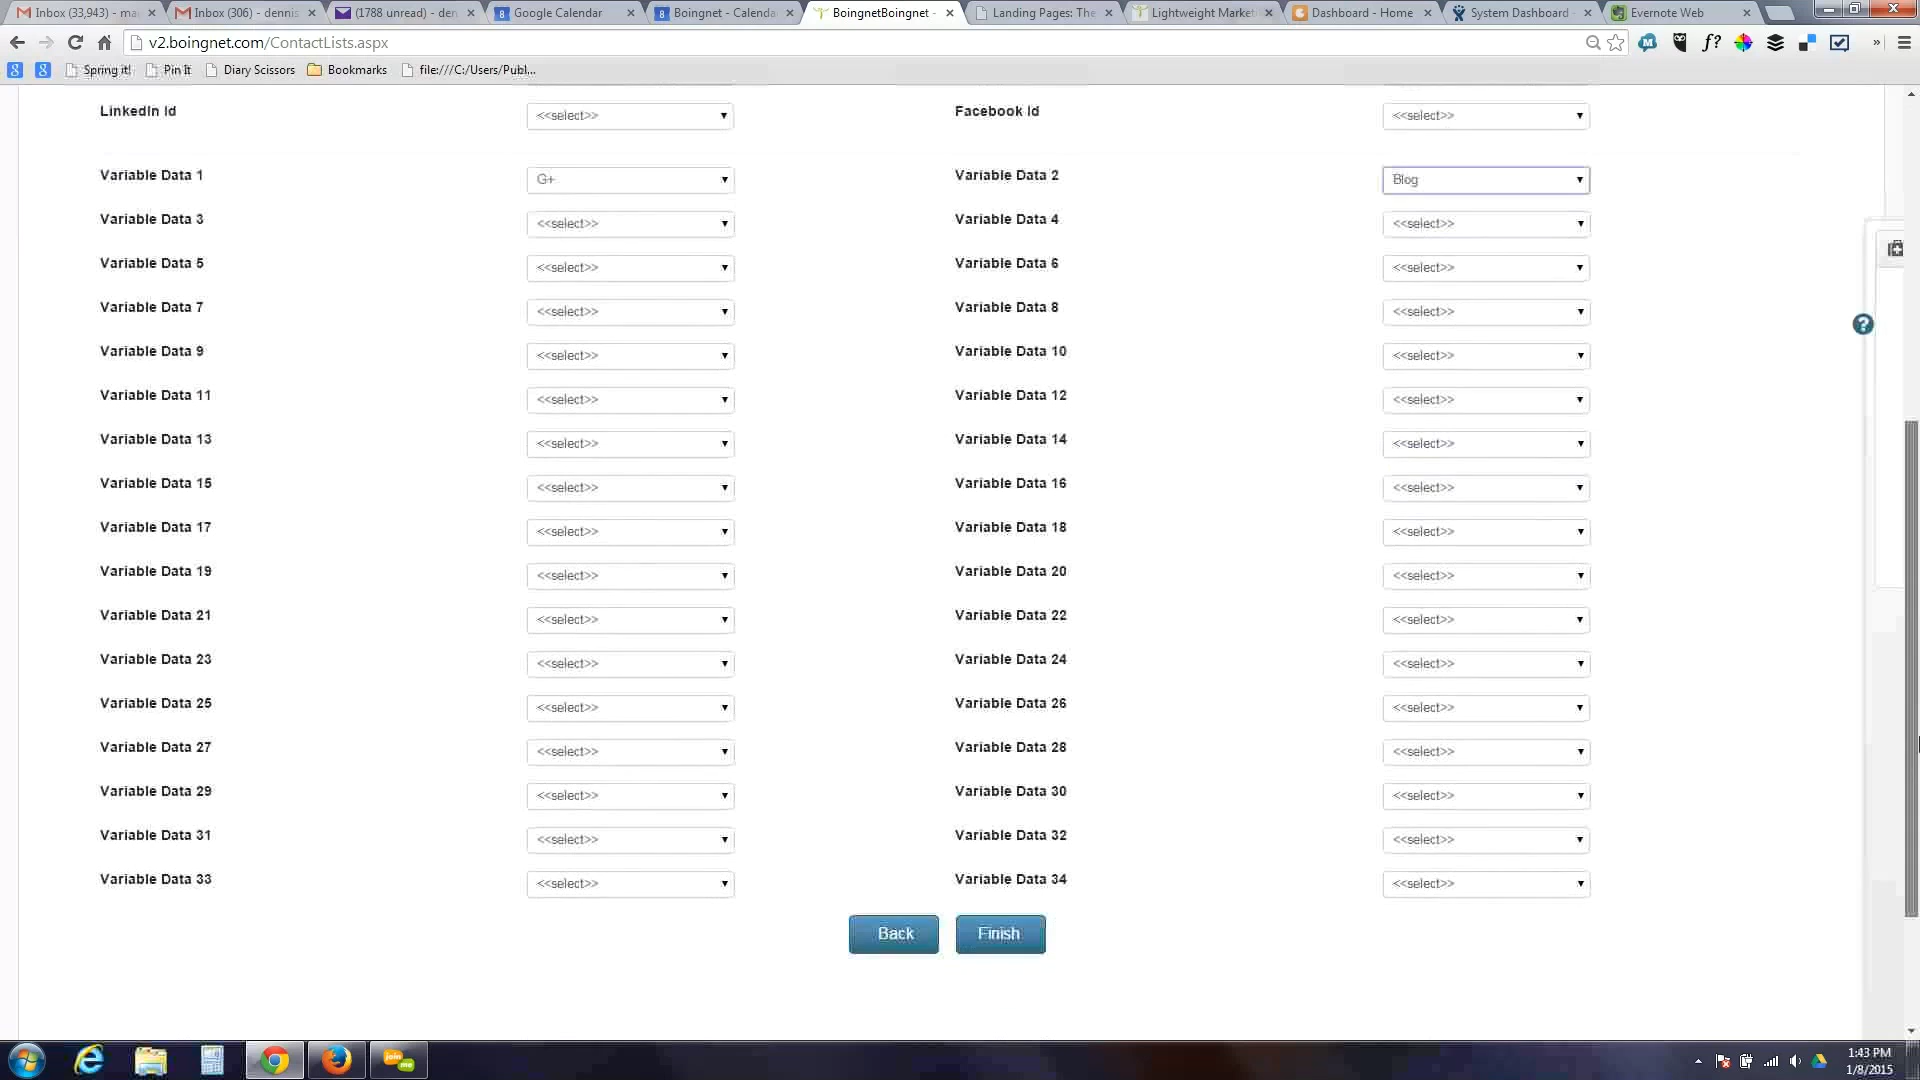 Inbox (33,943) - ma
Inbox (306) - dennis
(1788 unread) - den
Google Calendar
Boingnet - Calenda
BoingnetBoingnet -
Landing Pages: The
Lightweight Market
Dashboard - Home
System Dashboard
Evernote Web
v2.boingnet.com/ContactLists.aspx
Spring it!
Pin It
Diary Scissors
Bookmarks
file:///C:/Users/Publ...
LinkedIn Id <<select>> Facebook Id <<select>>
Variable Data 1 G+ Variable Data 2 Blog
Variable Data 3 <<select>> Variable Data 4 <<select>>
Variable Data 5 <<select>> Variable Data 6 <<select>>
Variable Data 7 <<select>> Variable Data 8 <<select>>
Variable Data 9 <<select>> Variable Data 10 <<select>>
Variable Data 11 <<select>> Variable Data 12 <<select>>
Variable Data 13 <<select>> Variable Data 14 <<select>>
Variable Data 15 <<select>> Variable Data 16 <<select>>
Variable Data 17 <<select>> Variable Data 18 <<select>>
Variable Data 19 <<select>> Variable Data 20 <<select>>
Variable Data 21 <<select>> Variable Data 22 <<select>>
Variable Data 23 <<select>> Variable Data 24 <<select>>
Variable Data 25 <<select>> Variable Data 26 <<select>>
Variable Data 27 <<select>> Variable Data 28 <<select>>
Variable Data 29 <<select>> Variable Data 30 <<select>>
Variable Data 31 <<select>> Variable Data 32 <<select>>
Variable Data 33 <<select>> Variable Data 34 <<select>>
Back Finish
join me
1:43 PM
1/8/2015